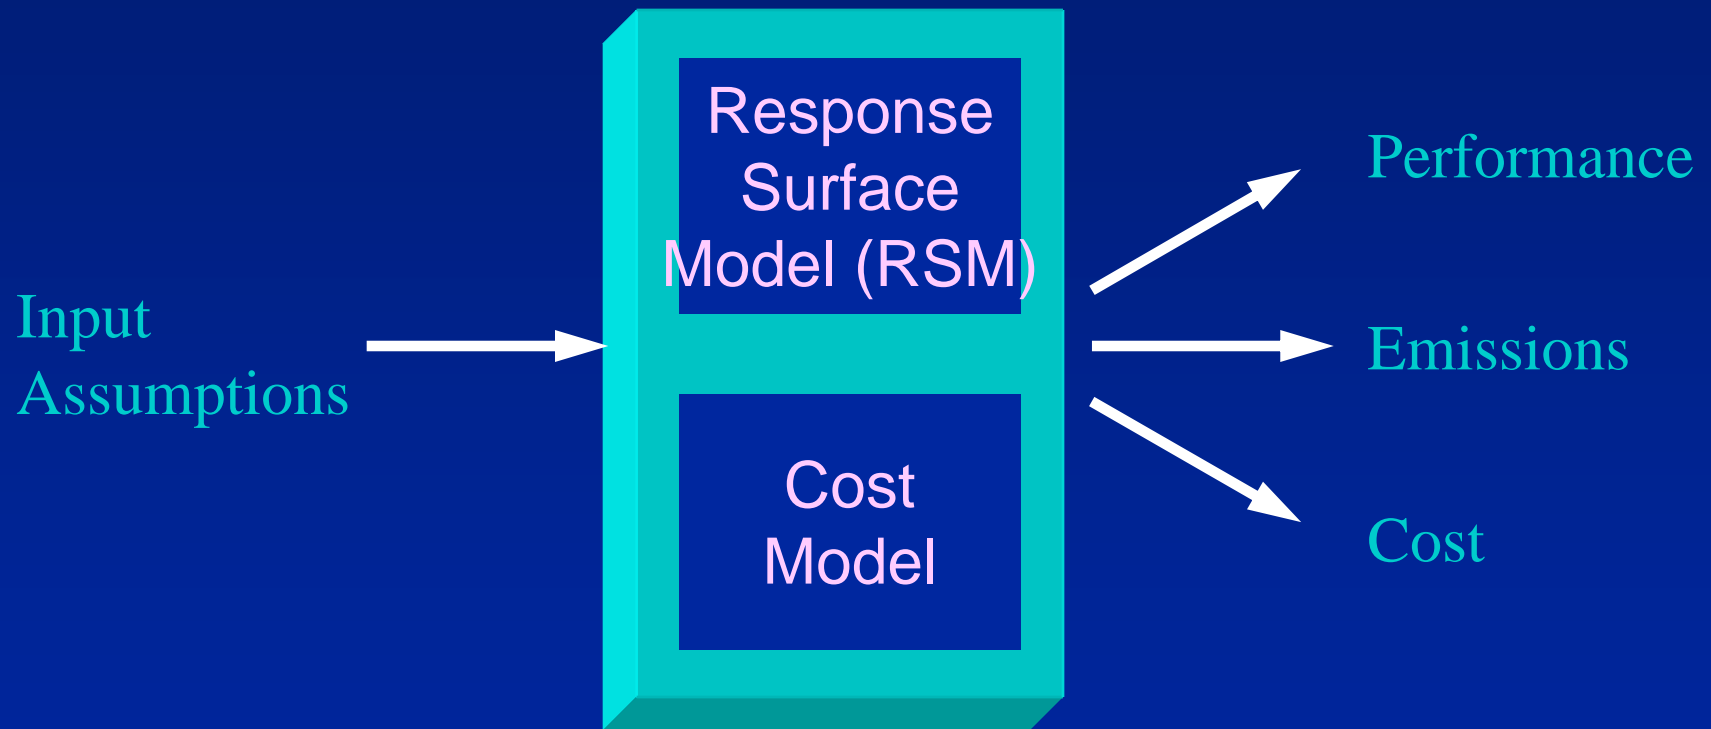 Input
Assumptions
Response
Surface
Model (RSM)
Cost
Model
Performance
Emissions
Cost